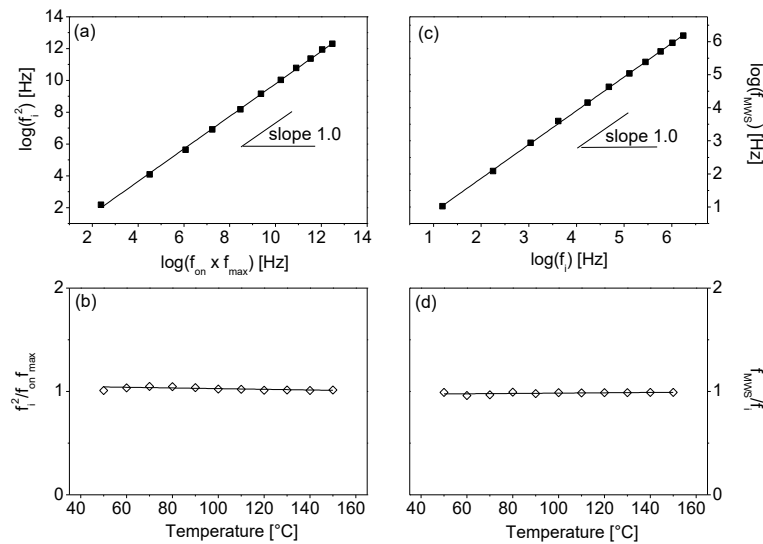 (a)
14
12
10
8
6
4
2
log(f_i^2) [Hz]
slope 1.0
2 4 6 8 10 12 14
log(f_on x f_max) [Hz]
(c)
6
5
4
3
2
1
log(f_MWS) [Hz]
slope 1.0
1 2 3 4 5 6
log(f_i) [Hz]
(b)
2
1
0
f_i^2/f_on f_max
40 60 80 100 120 140 160
Temperature [°C]
(d)
2
1
0
f_MWS/f_i
40 60 80 100 120 140 160
Temperature [°C]